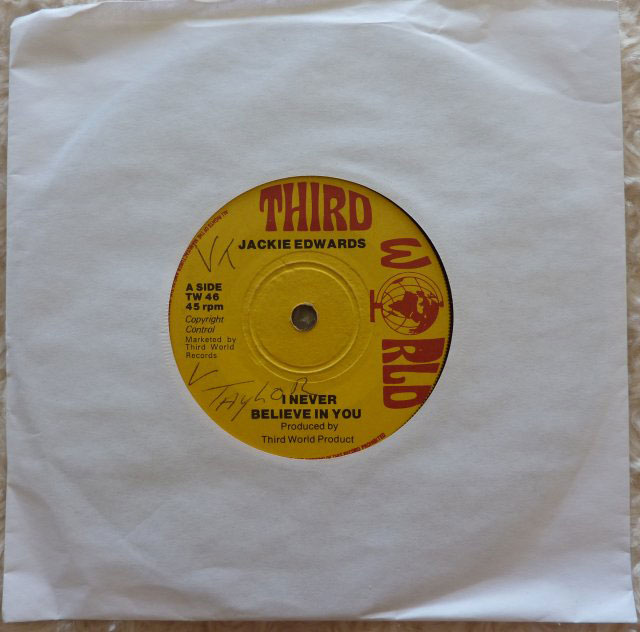 THIRD
WORLD
JACKIE EDWARDS
VK
A SIDE
TW 46
45 rpm
Copyright
Control
Marketed by
Third World
Records
V TAYLOR
I NEVER
BELIEVE IN YOU
Produced by
Third World Product